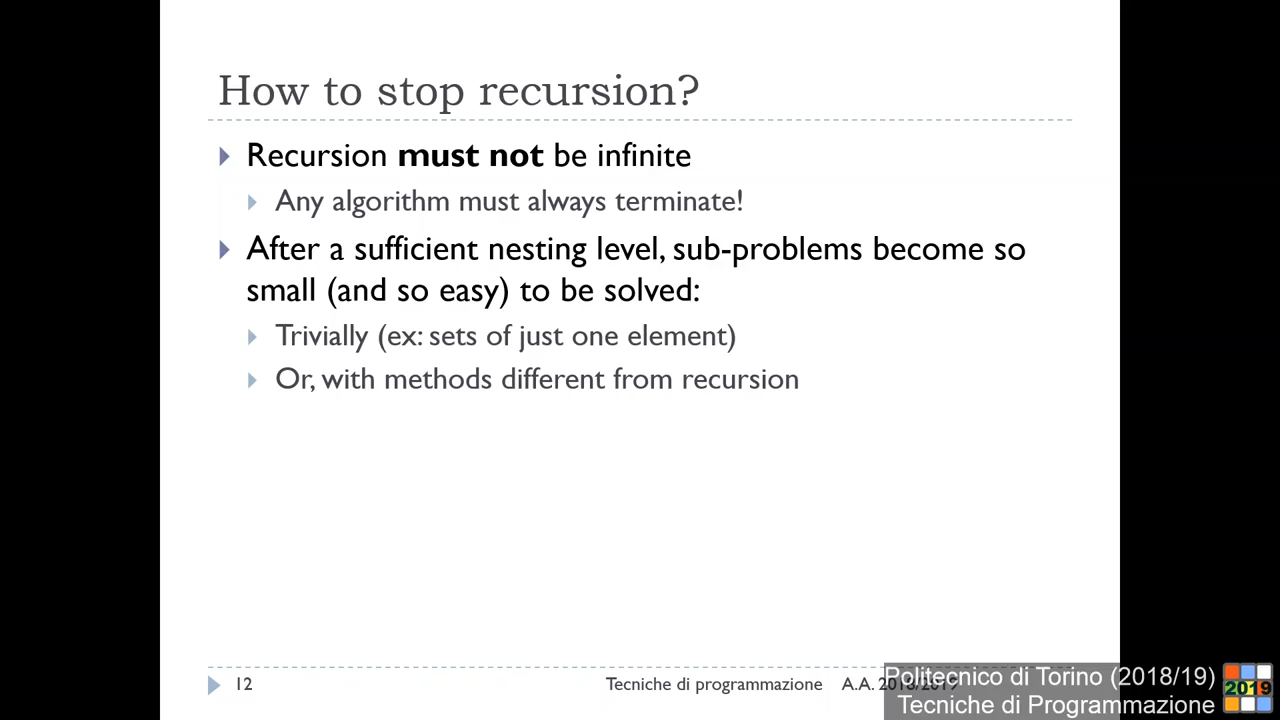 How to stop recursion?
Recursion must not be infinite
Any algorithm must always terminate!
After a sufficient nesting level, sub-problems become so
small (and so easy) to be solved:
Trivially (ex: sets of just one element)
Or, with methods different from recursion
12
Tecniche di programmazione A.A. 2018/2019
Politecnico di Torino (2018/19)
2019
Tecniche di Programmazione